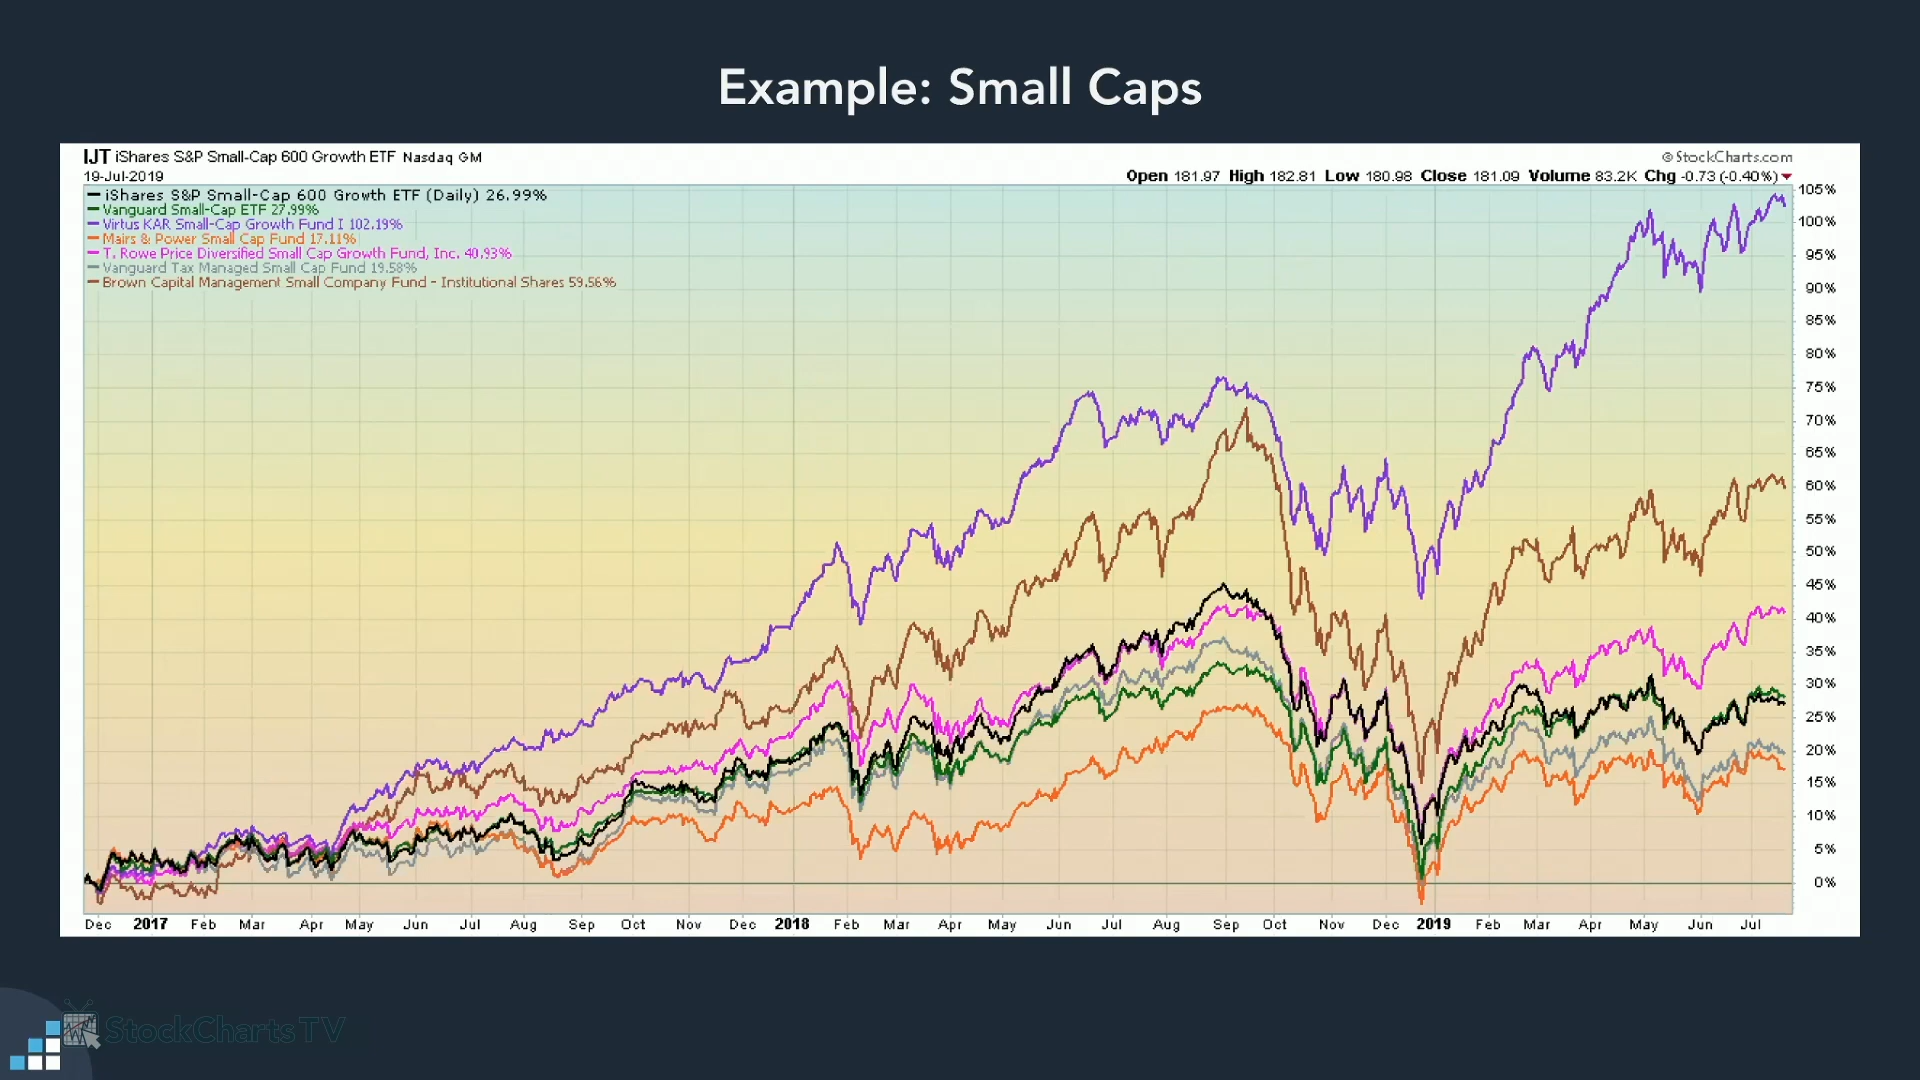 Example: Small Caps
IJT iShares S&P Small-Cap 600 Growth ETF Nasdaq GM
© StockCharts.com
19-Jul-2019
Open 181.97 High 182.81 Low 180.98 Close 181.09 Volume 83.2K Chg -0.73 (-0.40%)
iShares S&P Small-Cap 600 Growth ETF (Daily) 26.99%
Vanguard Small-Cap ETF 27.99%
Virtus KAR Small-Cap Growth Fund I 102.19%
Mairs & Power Small Cap Fund 17.11%
T. Rowe Price Diversified Small Cap Growth Fund, Inc. 40.93%
Vanguard Tax Managed Small Cap Fund 19.58%
Brown Capital Management Small Company Fund - Institutional Shares 59.56%
105%
100%
95%
90%
85%
80%
75%
70%
65%
60%
55%
50%
45%
40%
35%
30%
25%
20%
15%
10%
5%
0%
Dec 2017 Feb Mar Apr May Jun Jul Aug Sep Oct Nov Dec 2018 Feb Mar Apr May Jun Jul Aug Sep Oct Nov Dec 2019 Feb Mar Apr May Jun Jul
StockCharts TV